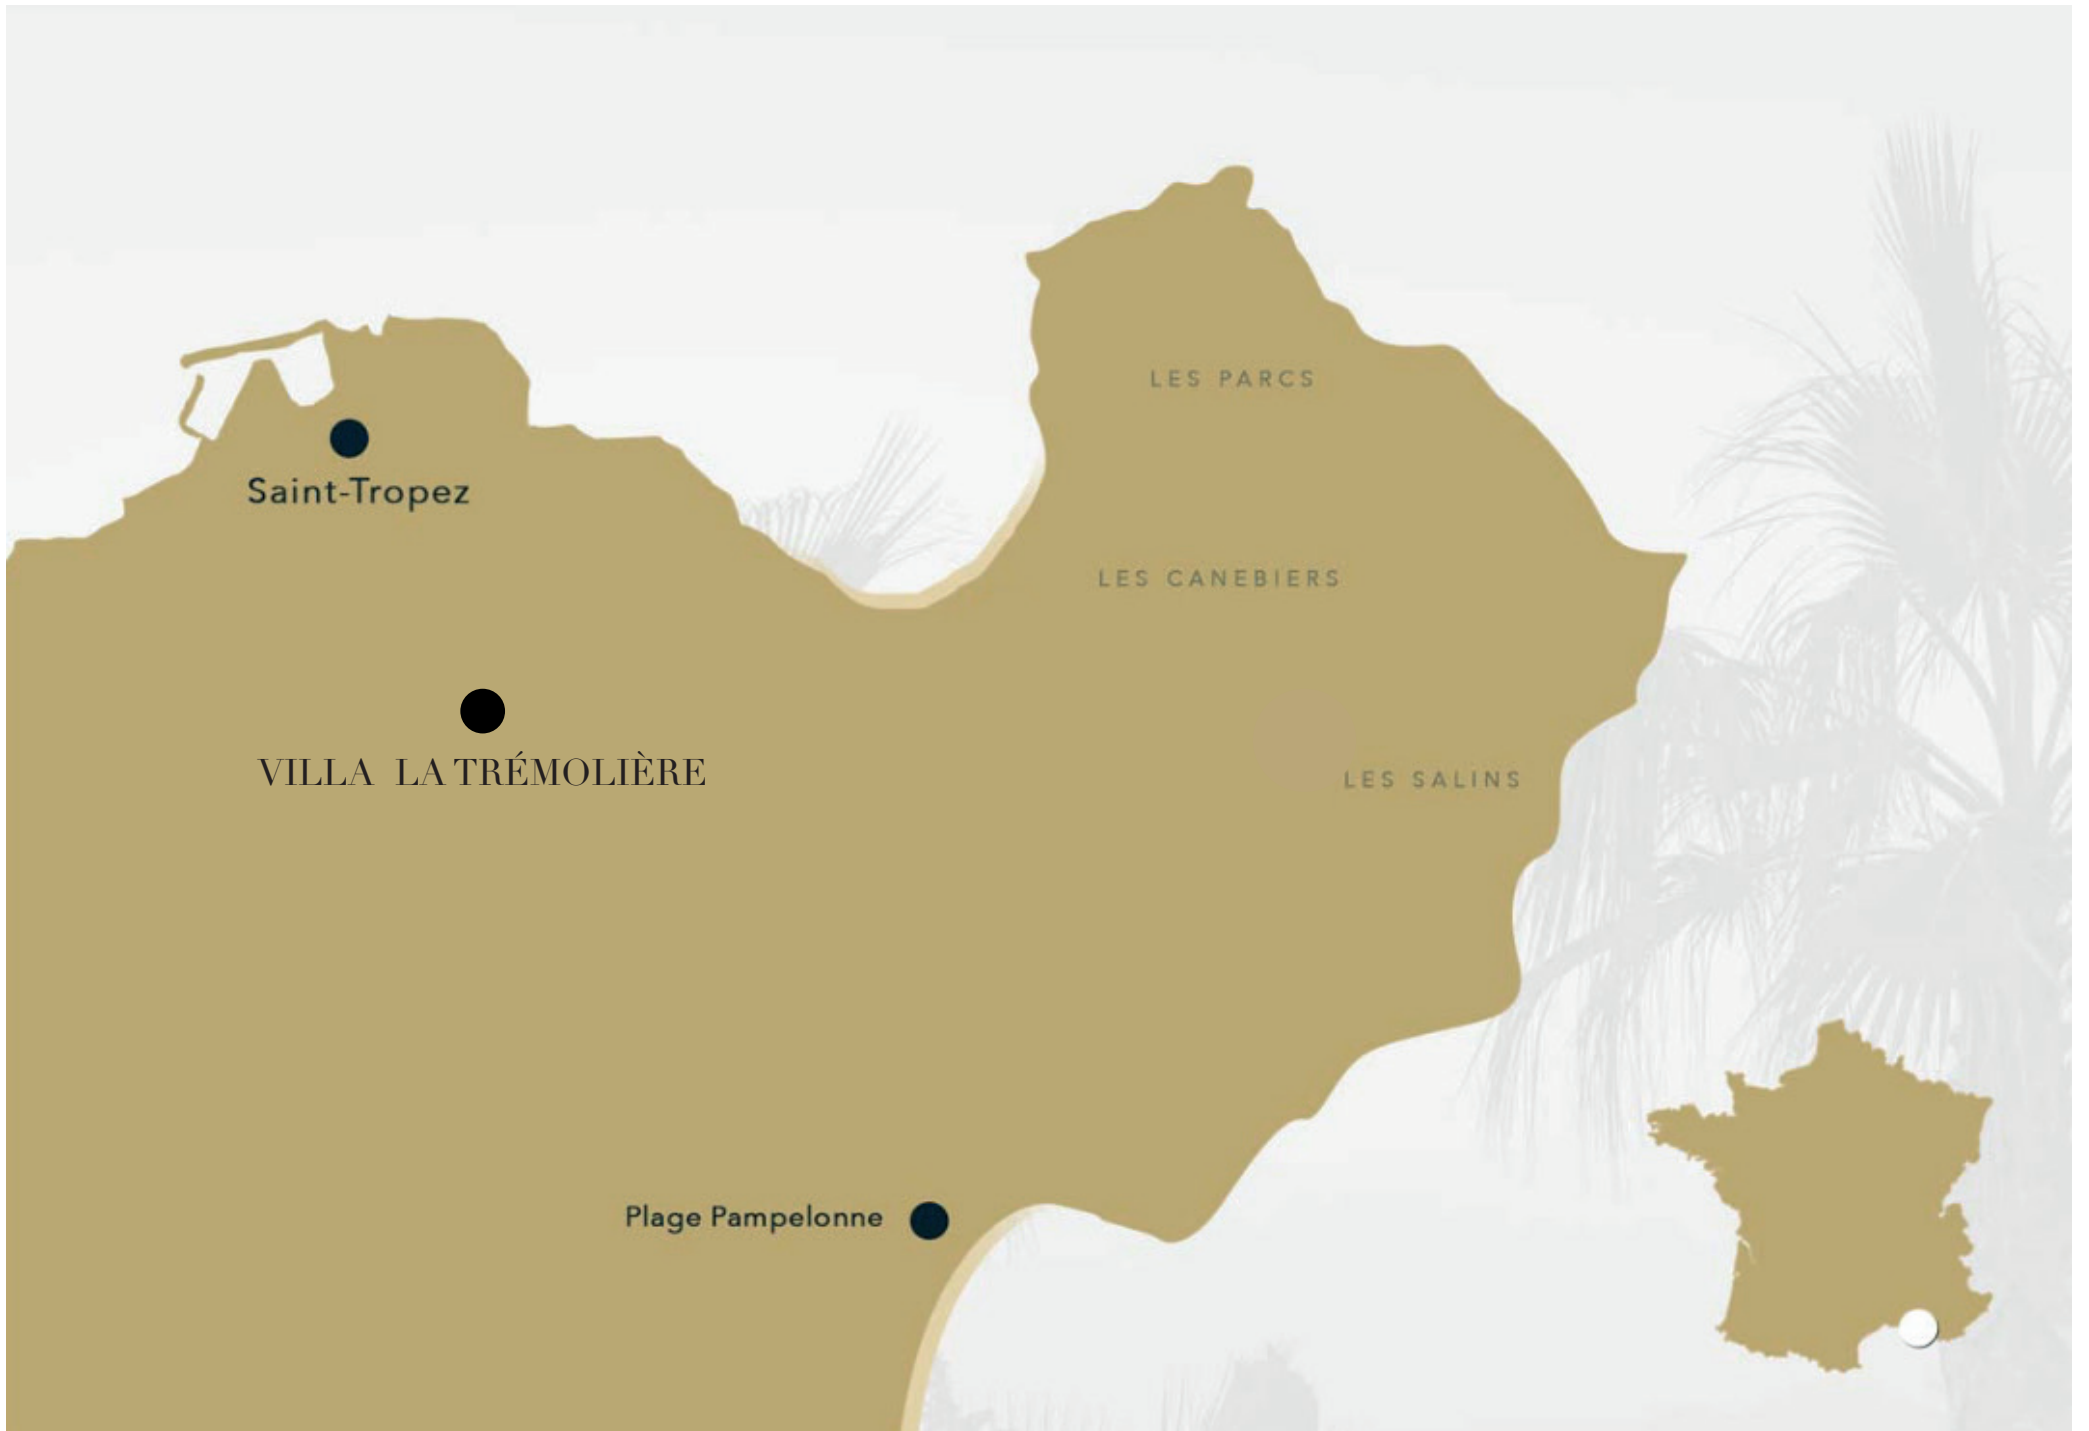 LES PARCS
Saint-Tropez
LES CANEBIERS
VILLA LA TRÉMOLIÈRE
LES SALINS
Plage Pampelonne